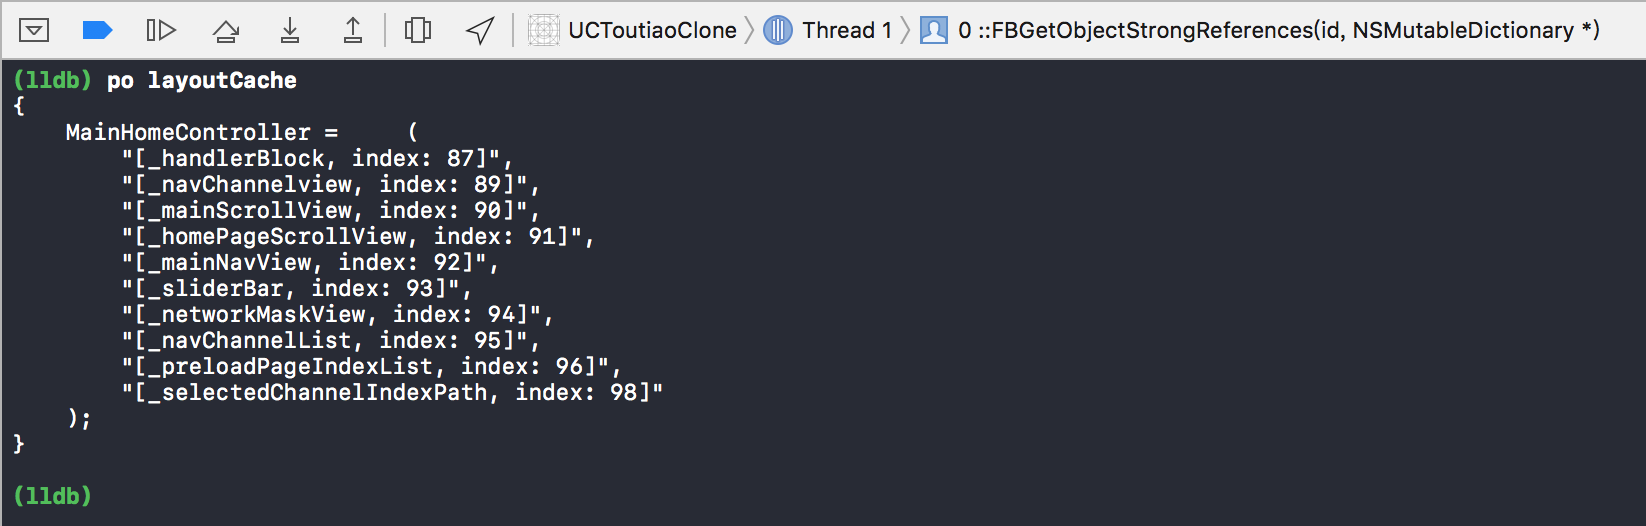 UCToutiaoClone Thread 1 0 ::FBGetObjectStrongReferences(id, NSMutableDictionary *)
(lldb) po layoutCache
{
    MainHomeController =     (
        "[_handlerBlock, index: 87]",
        "[_navChannelview, index: 89]",
        "[_mainScrollView, index: 90]",
        "[_homePageScrollView, index: 91]",
        "[_mainNavView, index: 92]",
        "[_sliderBar, index: 93]",
        "[_networkMaskView, index: 94]",
        "[_navChannelList, index: 95]",
        "[_preloadPageIndexList, index: 96]",
        "[_selectedChannelIndexPath, index: 98]"
    );
}
(lldb)